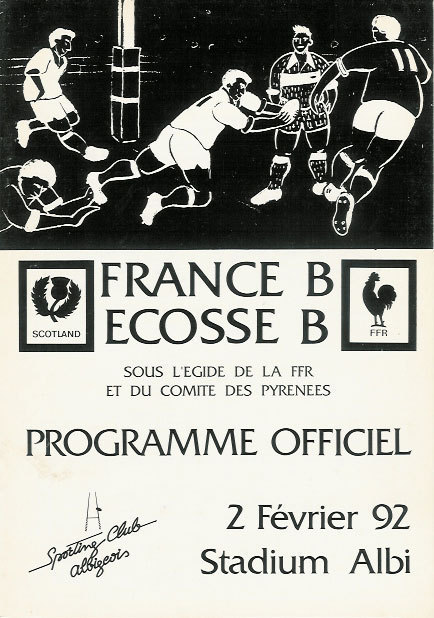 11
FRANCE B
ECOSSE B
SCOTLAND
FFR
SOUS L'EGIDE DE LA FFR
ET DU COMITE DES PYRENEES
PROGRAMME OFFICIEL
Sporting Club
albigeois
2 Février 92
Stadium Albi